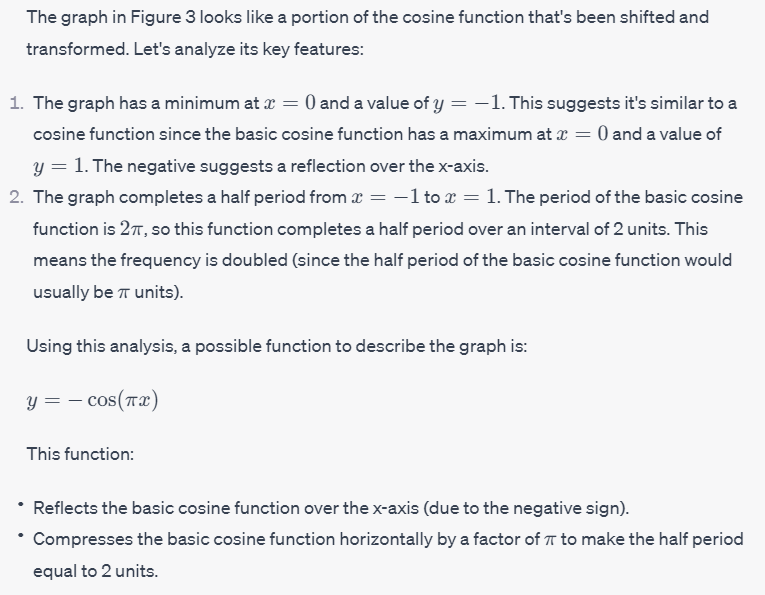 The graph in Figure 3 looks like a portion of the cosine function that's been shifted and
transformed. Let's analyze its key features:
1. The graph has a minimum at x = 0 and a value of y = −1. This suggests it's similar to a
cosine function since the basic cosine function has a maximum at x = 0 and a value of
y = 1. The negative suggests a reflection over the x-axis.
2. The graph completes a half period from x = −1 to x = 1. The period of the basic cosine
function is 2π, so this function completes a half period over an interval of 2 units. This
means the frequency is doubled (since the half period of the basic cosine function would
usually be π units).
Using this analysis, a possible function to describe the graph is:
y = − cos(πx)
This function:
• Reflects the basic cosine function over the x-axis (due to the negative sign).
• Compresses the basic cosine function horizontally by a factor of π to make the half period
equal to 2 units.